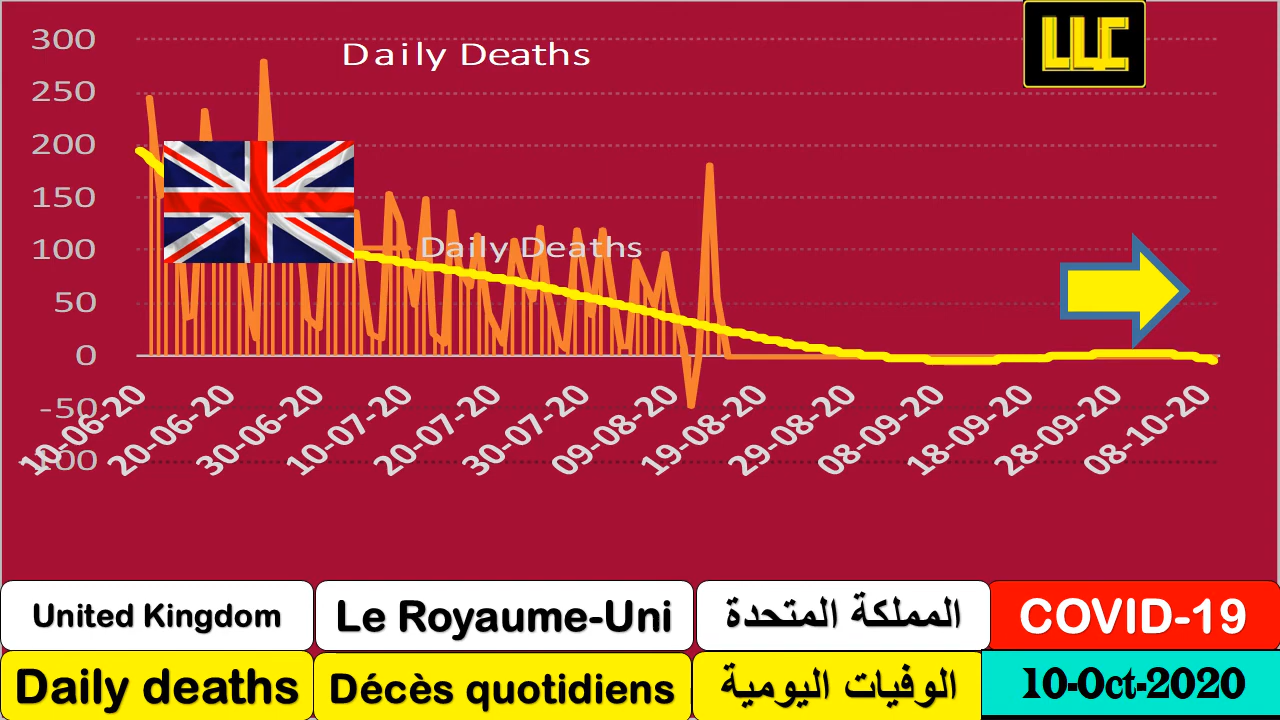 300
Daily Deaths
LLC
250
200
150
100
Daily Deaths
50
0
-50
-100
10-06-20
20-06-20
30-06-20
10-07-20
20-07-20
30-07-20
09-08-20
19-08-20
29-08-20
08-09-20
18-09-20
28-09-20
08-10-20
United Kingdom
Le Royaume-Uni
المملكة المتحدة
COVID-19
Daily deaths
Décès quotidiens
الوفيات اليومية
10-Oct-2020